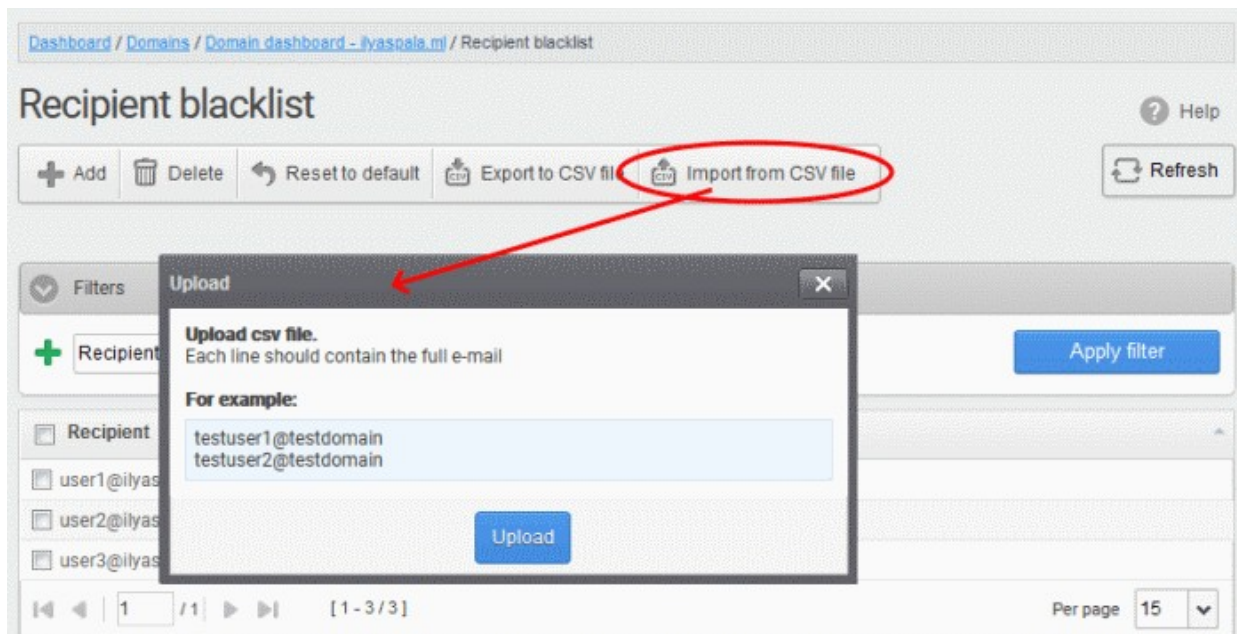 Dashboard / Domains / Domain dashboard - ilyaspala.ml / Recipient blacklist
Recipient blacklist
Help
Add Delete Reset to default CSV Export to CSV file CSV Import from CSV file Refresh
Filters
Upload
Recipient
Upload csv file.
Each line should contain the full e-mail
Apply filter
For example:
testuser1@testdomain
testuser2@testdomain
Recipient
user1@ilyas
user2@ilyas
user3@ilyas
Upload
1 / 1 [ 1 - 3 / 3 ] Per page 15